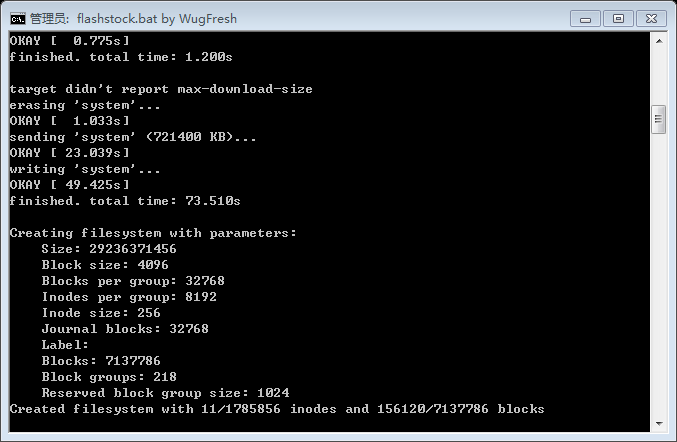 管理员: flashstock.bat by WugFresh
OKAY [  0.775s]
finished. total time: 1.200s
target didn't report max-download-size
erasing 'system'...
OKAY [  1.033s]
sending 'system' (721400 KB)...
OKAY [ 23.039s]
writing 'system'...
OKAY [ 49.425s]
finished. total time: 73.510s
Creating filesystem with parameters:
    Size: 29236371456
    Block size: 4096
    Blocks per group: 32768
    Inodes per group: 8192
    Inode size: 256
    Journal blocks: 32768
    Label:
    Blocks: 7137786
    Block groups: 218
    Reserved block group size: 1024
Created filesystem with 11/1785856 inodes and 156120/7137786 blocks